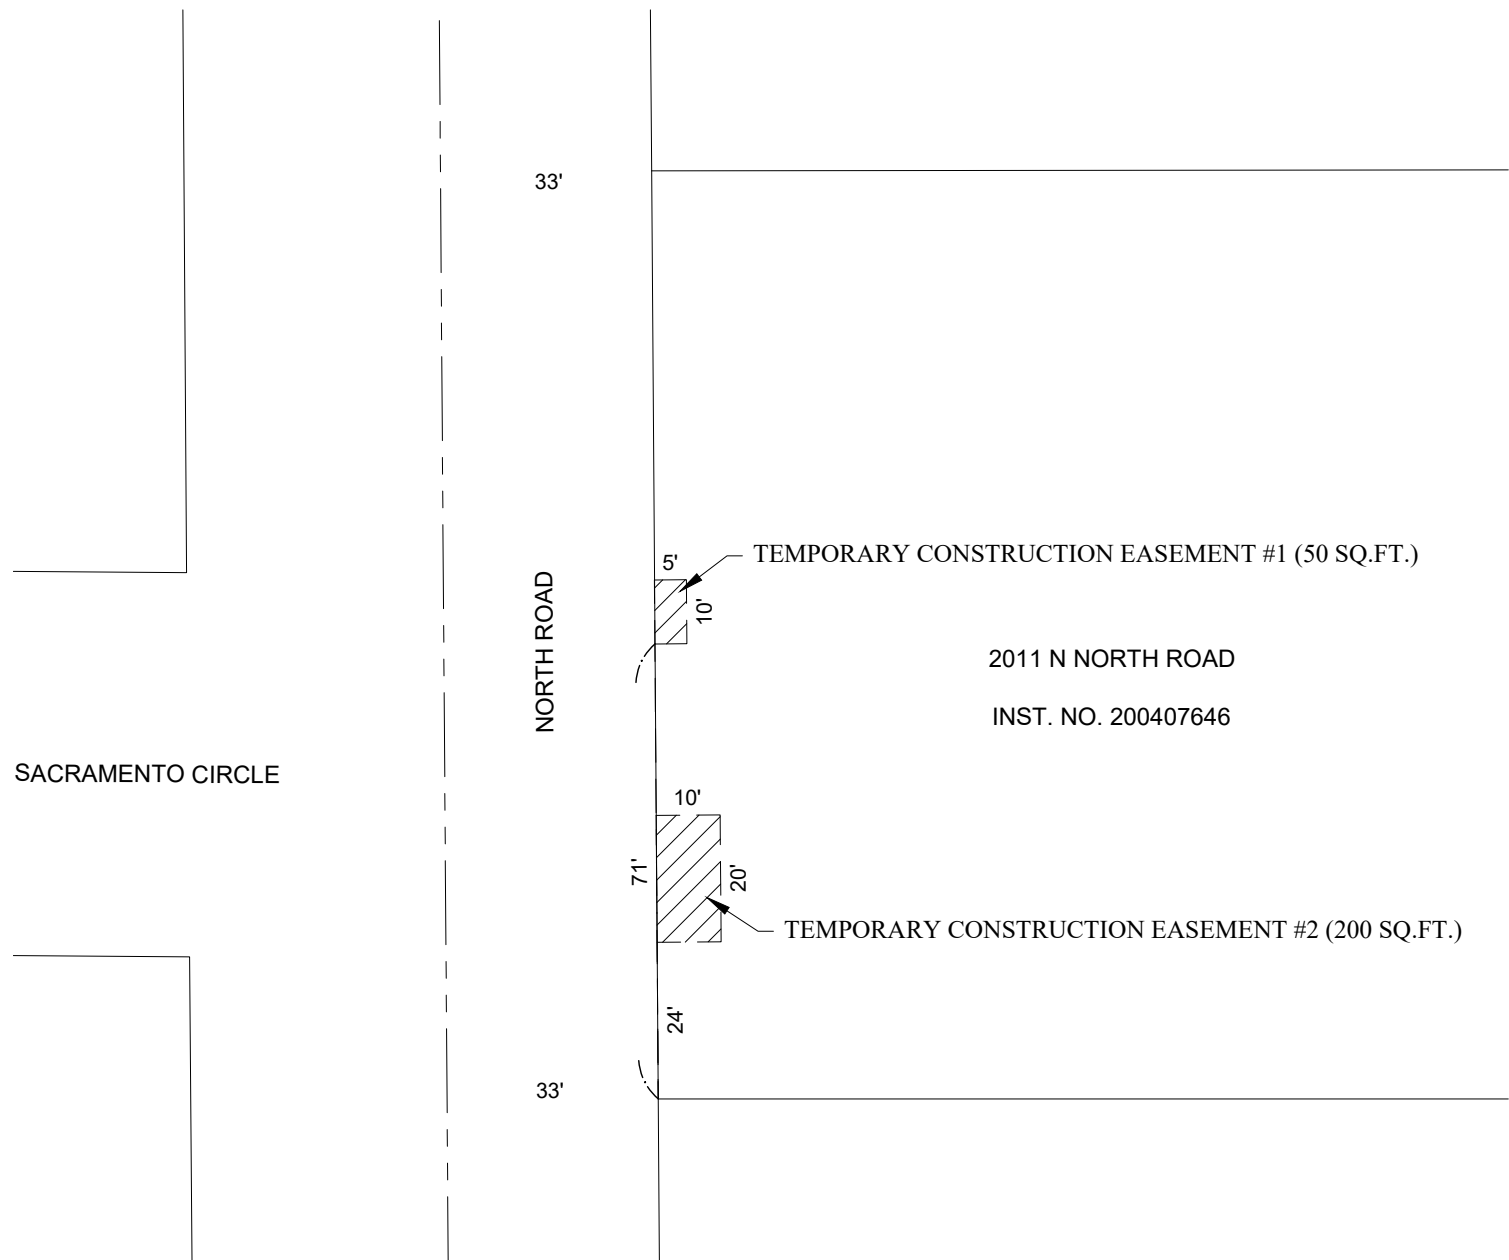 33'
TEMPORARY CONSTRUCTION EASEMENT #1 (50 SQ.FT.)
5'
10'
NORTH ROAD
2011 N NORTH ROAD
INST. NO. 200407646
SACRAMENTO CIRCLE
10'
71'
20'
TEMPORARY CONSTRUCTION EASEMENT #2 (200 SQ.FT.)
24'
33'